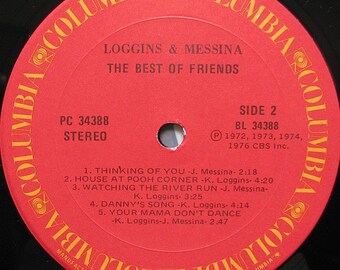 COLUMBIA
LOGGINS & MESSINA
THE BEST OF FRIENDS
PC 34388
STEREO
SIDE 2
BL 34388
Ⓟ 1972, 1973, 1974,
1976 CBS Inc.
1. THINKING OF YOU -J. Messina- 2:18
2. HOUSE AT POOH CORNER -K. Loggins- 4:20
3. WATCHING THE RIVER RUN -J. Messina-
K. Loggins- 3:25
4. DANNY'S SONG -K. Loggins- 4:14
5. YOUR MAMA DON'T DANCE
-K. Loggins-J. Messina- 2.47
COLUMBIA
COLUMBIA